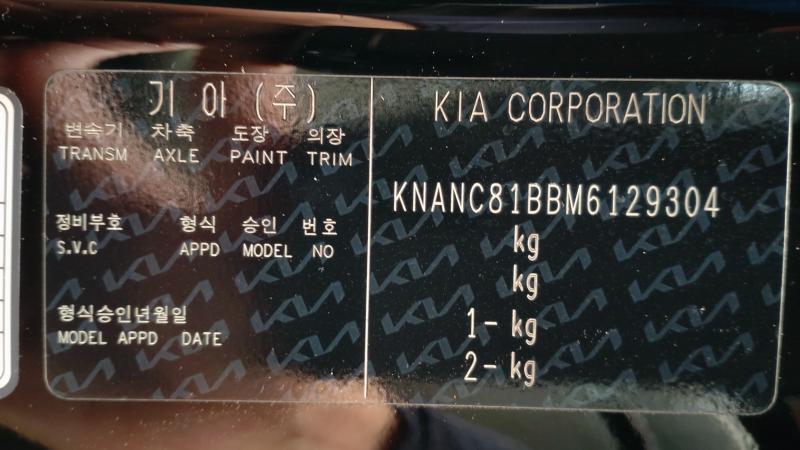 기 아 (주)
변속기 차축 도장 의장
TRANSM AXLE PAINT TRIM
정비부호 형식 승인 번호
S.V.C APPD MODEL NO
형식승인년월일
MODEL APPD DATE
KIA CORPORATION
KNANC81BBM6129304
kg
kg
1- kg
2- kg